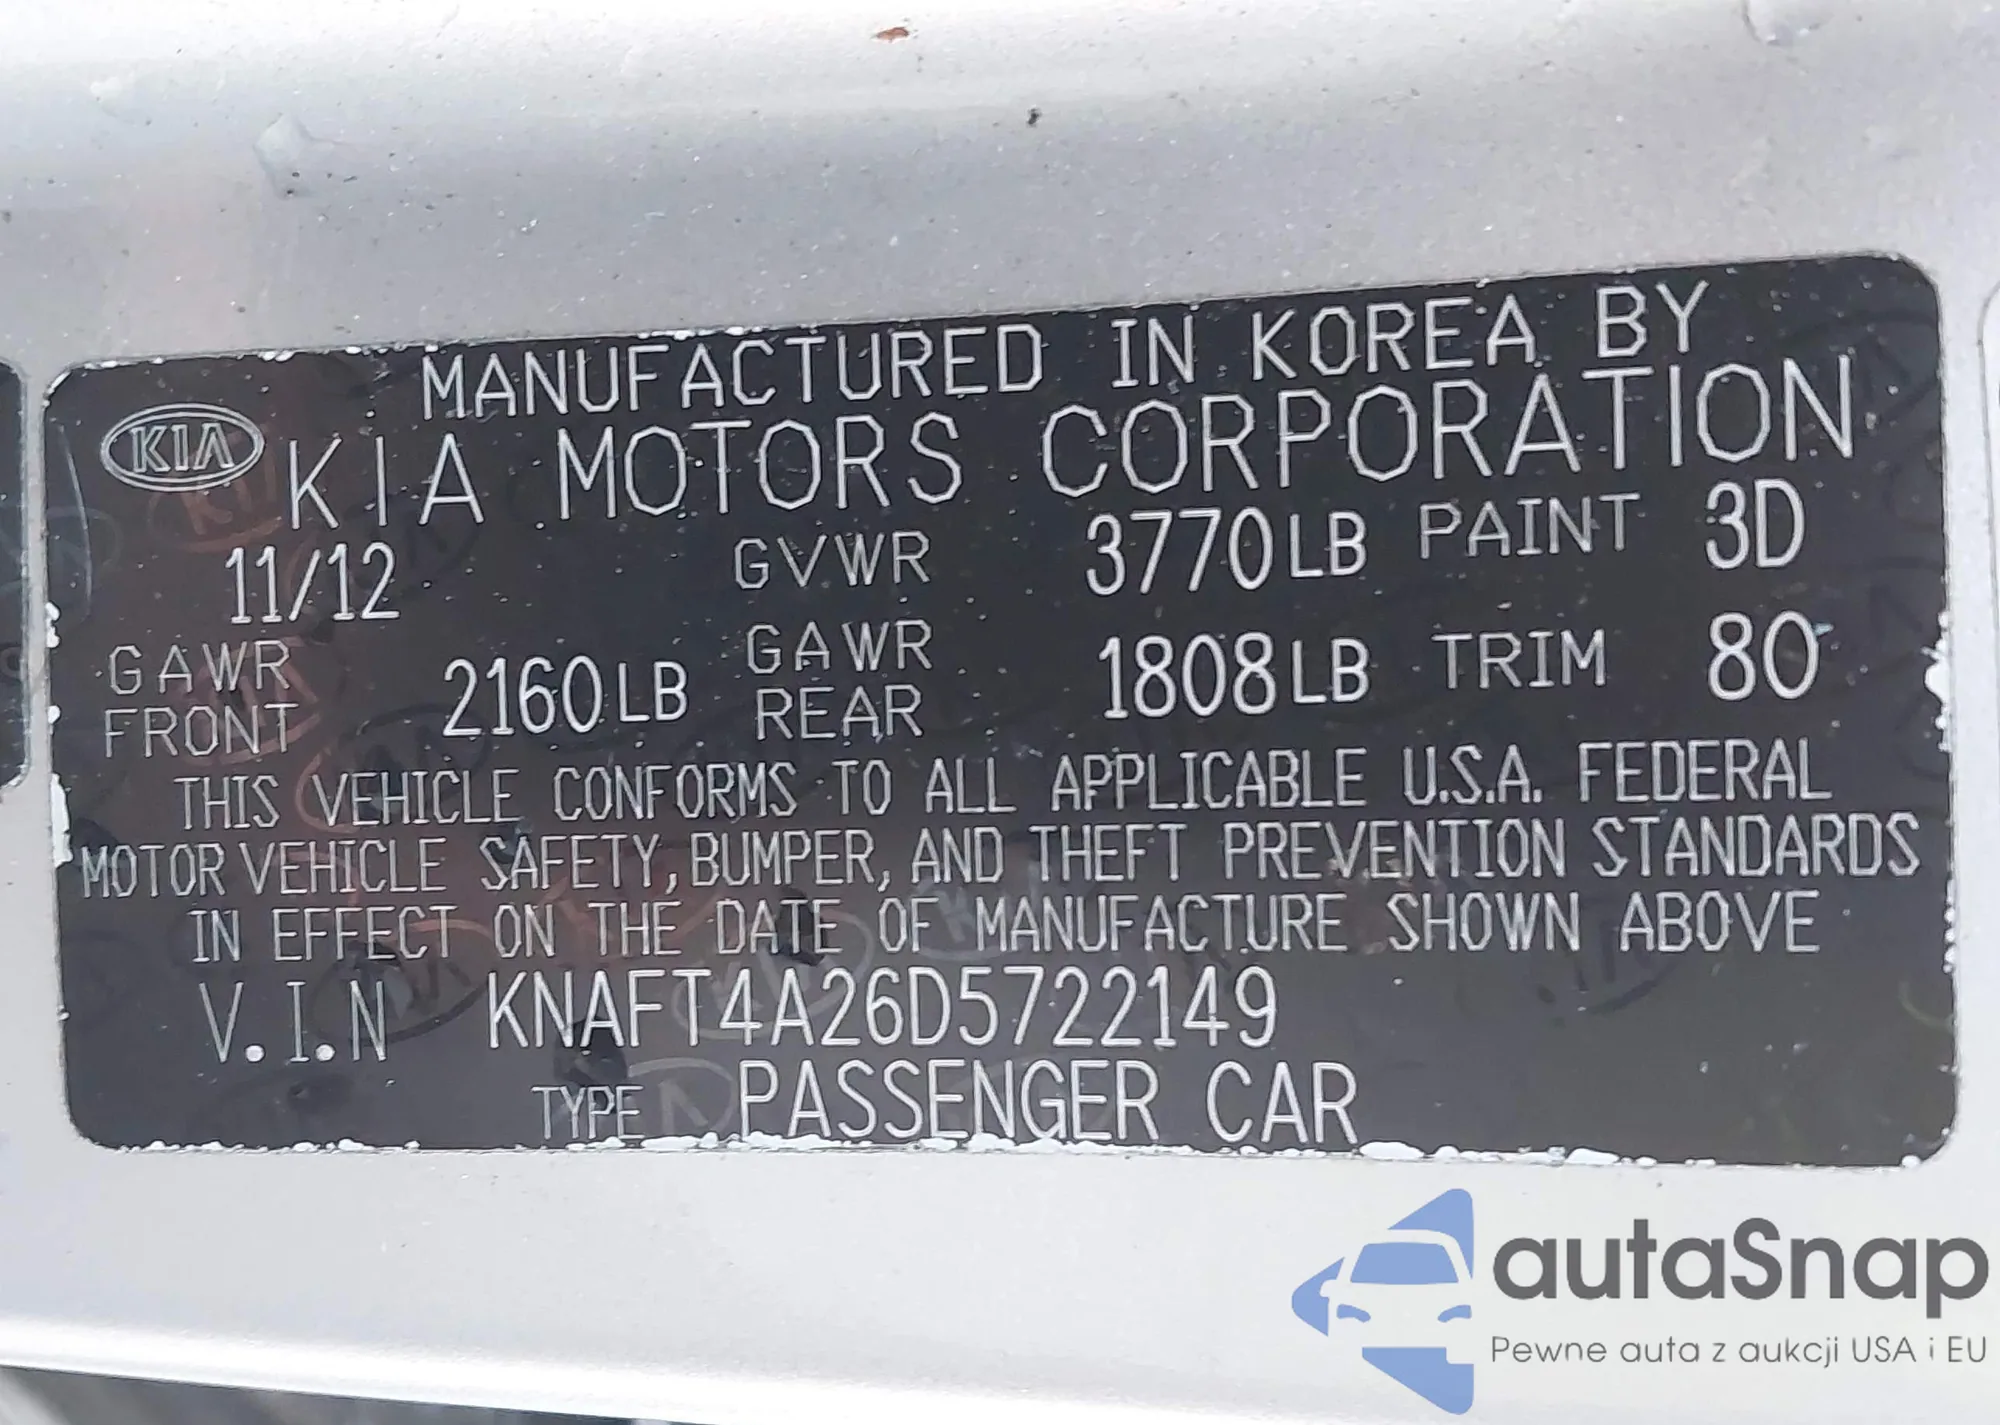 MANUFACTURED IN KOREA BY
KIA KIA MOTORS CORPORATION
11/12 GVWR 3770LB PAINT 3D
GAWR FRONT 2160LB GAWR REAR 1808LB TRIM 80
THIS VEHICLE CONFORMS TO ALL APPLICABLE U.S.A. FEDERAL
MOTOR VEHICLE SAFETY, BUMPER, AND THEFT PREVENTION STANDARDS
IN EFFECT ON THE DATE OF MANUFACTURE SHOWN ABOVE
V.I.N KNAFT4A26D5722149
TYPE PASSENGER CAR
autaSnap
Pewne auta z aukcji USA i EU